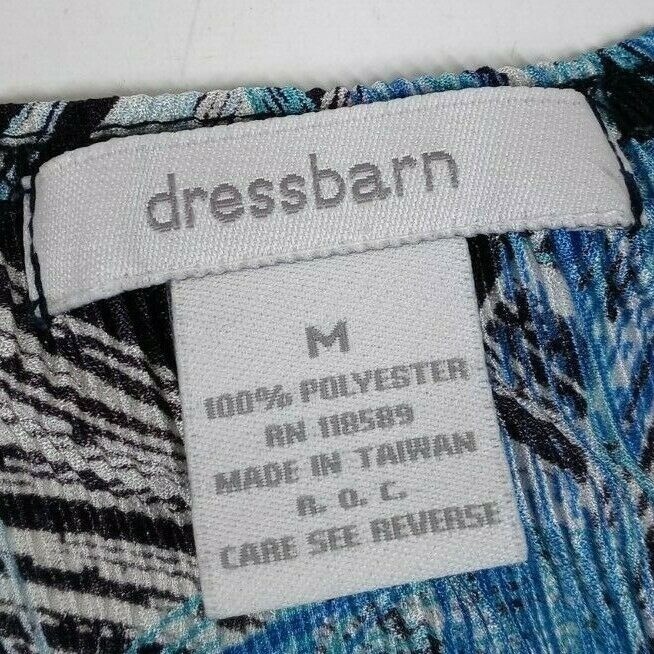 dressbarn
M
100% POLYESTER
RN 118589
MADE IN TAIWAN
R. O. C.
CARE SEE REVERSE